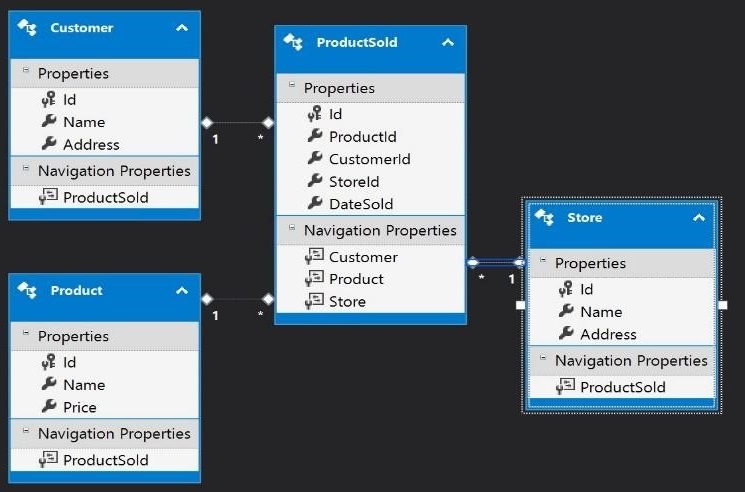 Customer
Properties
Id
Name
Address
Navigation Properties
ProductSold
1
*
ProductSold
Properties
Id
ProductId
CustomerId
StoreId
DateSold
Navigation Properties
Customer
Product
Store
*
1
Store
Properties
Id
Name
Address
Navigation Properties
ProductSold
Product
Properties
Id
Name
Price
Navigation Properties
ProductSold
1
*